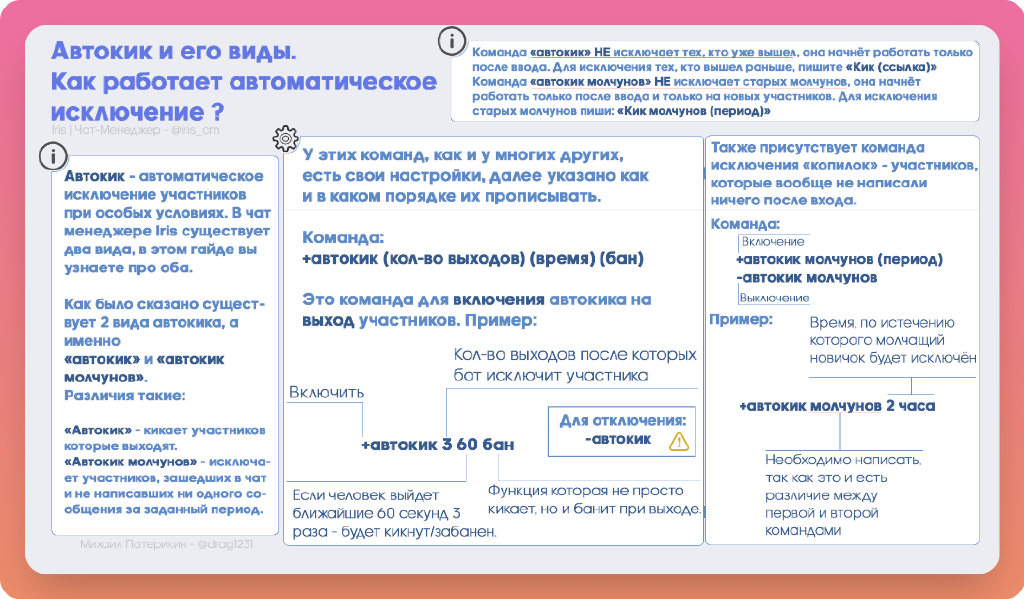 Автокик и его виды.
Как работает автоматическое
исключение ?
Iris | Чат-Менеджер - @iris_cm
Команда «автокик» НЕ исключает тех, кто уже вышел, она начнёт работать только
после ввода. Для исключения тех, кто вышел раньше, пишите «Кик (ссылка)»
Команда «автокик молчунов» НЕ исключает старых молчунов, она начнёт
работать только после ввода и только на новых участников. Для исключения
старых молчунов пиши: «Кик молчунов (период)»
Автокик - автоматическое
исключение участников
при особых условиях. В чат
менеджере Iris существует
два вида, в этом гайде вы
узнаете про оба.
Как было сказано сущест-
вует 2 вида автокика, а
именно
«автокик» и «автокик
молчунов».
Различия такие:
«Автокик» - кикает участников
которые выходят.
«Автокик молчунов» - исключа-
ет участников, зашедших в чат
и не написавших ни одного со-
общения за заданный период.
Михаил Патерикин - @drag1231
У этих команд, как и у многих других,
есть свои настройки, далее указано как
и в каком порядке их прописывать.
Команда:
+автокик (кол-во выходов) (время) (бан)
Это команда для включения автокика на
выход участников. Пример:
Кол-во выходов после которых
бот исключит участника
Включить
+автокик 3 60 бан
Для отключения:
-автокик
Если человек выйдет
ближайшие 60 секунд 3
раза - будет кикнут/забанен.
Функция которая не просто
кикает, но и банит при выходе.
Также присутствует команда
исключения «копилок» - участников,
которые вообще не написали
ничего после входа.
Команда:
Включение
+автокик молчунов (период)
-автокик молчунов
Выключение
Пример:
Время, по истечению
которого молчащий
новичок будет исключён
+автокик молчунов 2 часа
Необходимо написать,
так как это и есть
различие между
первой и второй
командами